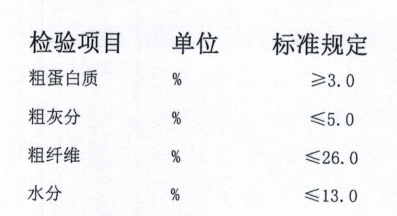 检验项目 单位 标准规定
粗蛋白质 % ≥3.0
粗灰分 % ≤5.0
粗纤维 % ≤26.0
水分 % ≤13.0